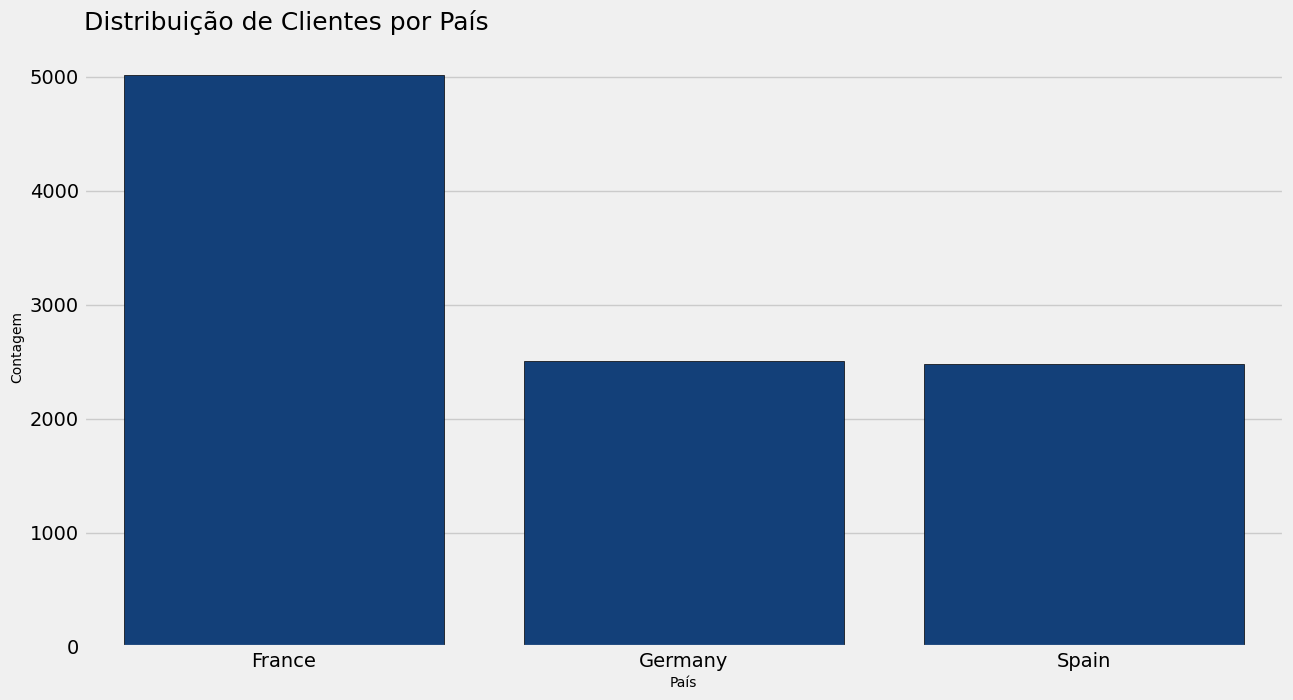 Distribuição de Clientes por País
5000
4000
3000
2000
1000
0
Contagem
France
Germany
Spain
País